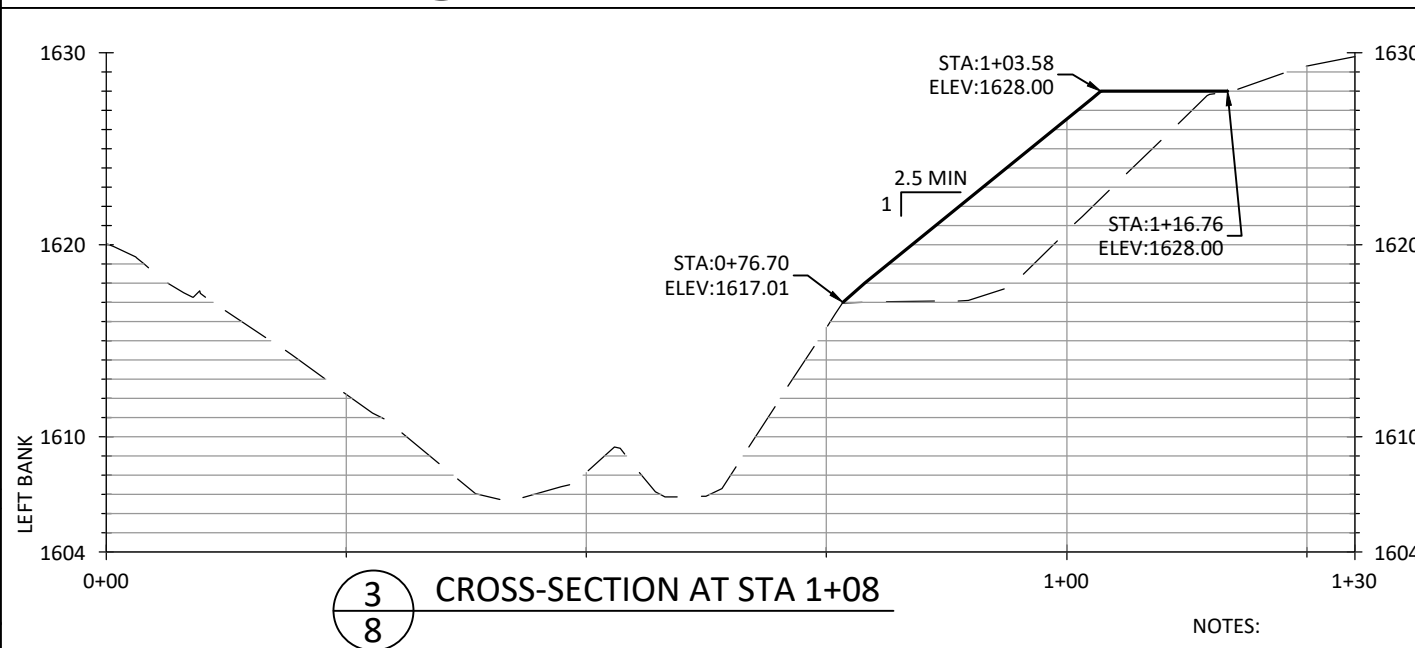 1630
STA:1+03.58
ELEV:1628.00
1630
2.5 MIN
1
1620
STA:0+76.70
ELEV:1617.01
STA:1+16.76
ELEV:1628.00
1620
LEFT BANK
1610
1610
1604
1604
0+00
1+00
1+30
3
8
CROSS-SECTION AT STA 1+08
NOTES: